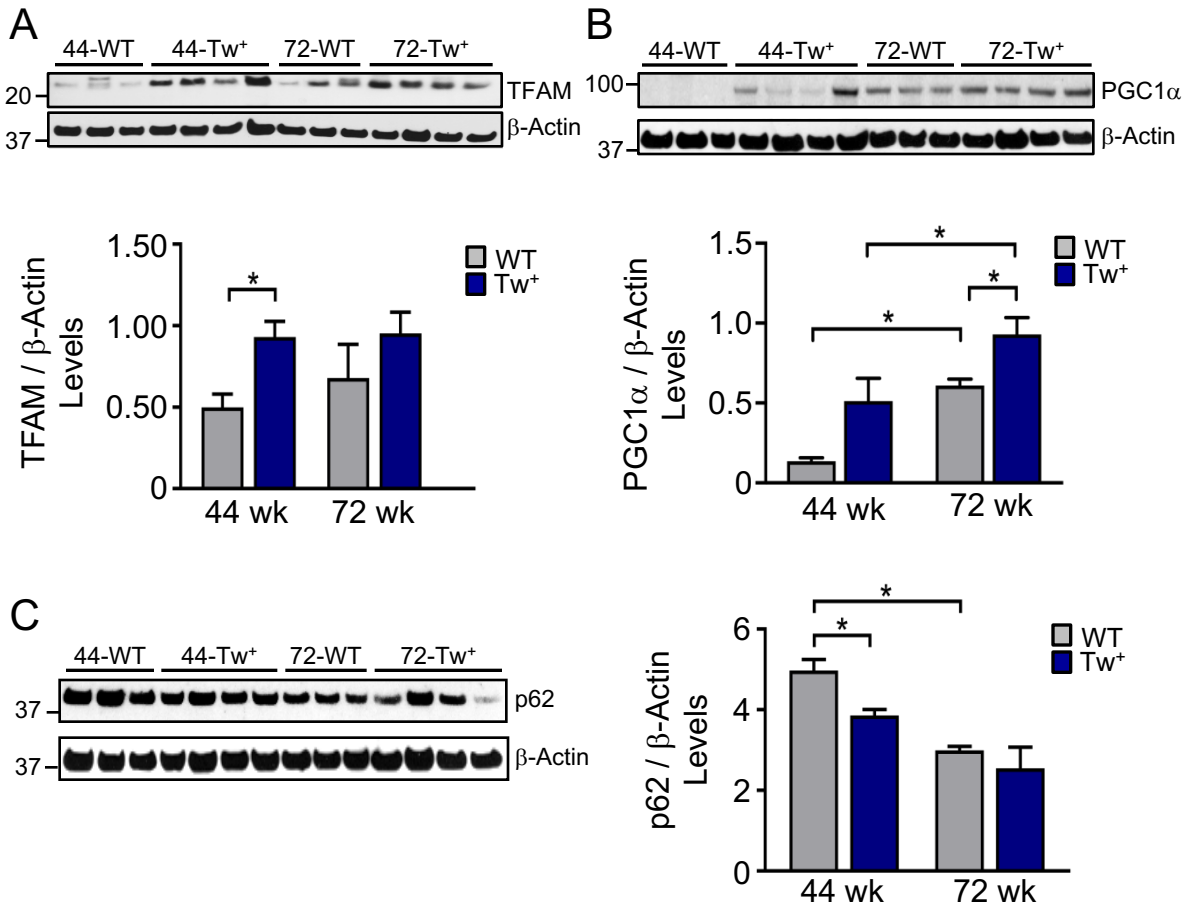 A
44-WT 44-Tw+ 72-WT 72-Tw+
20 TFAM
37 β-Actin
TFAM / β-Actin
Levels
1.50
1.00
0.50
0
*
WT
Tw+
44 wk 72 wk
B
44-WT 44-Tw+ 72-WT 72-Tw+
100 PGC1α
37 β-Actin
PGC1α / β-Actin
Levels
1.5
1.0
0.5
0
*
*
*
WT
Tw+
44 wk 72 wk
C
44-WT 44-Tw+ 72-WT 72-Tw+
37 p62
37 β-Actin
p62 / β-Actin
Levels
6
4
2
0
*
*
WT
Tw+
44 wk 72 wk